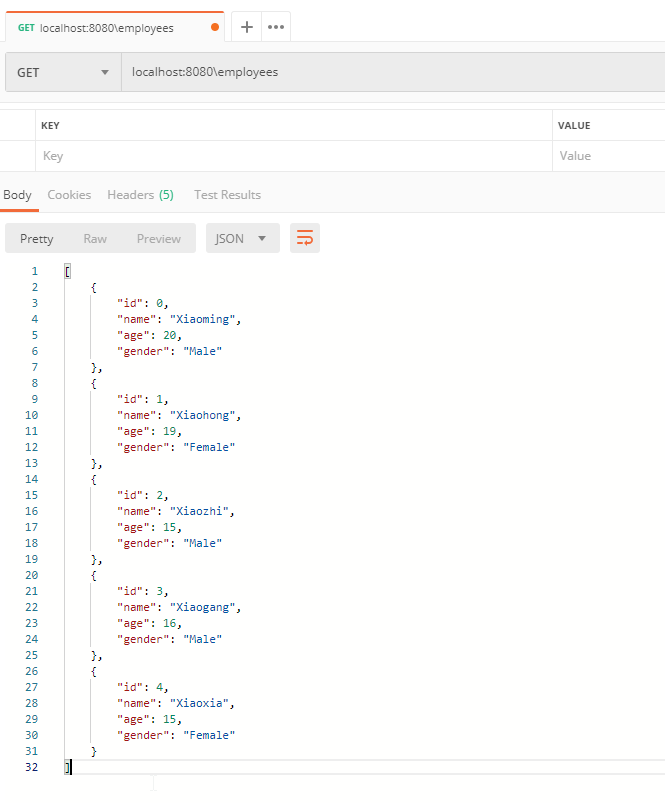 GET localhost:8080\employees + •••
GET localhost:8080\employees
KEY VALUE
Key Value
Body Cookies Headers (5) Test Results
Pretty Raw Preview JSON
1 [
2 {
3 "id": 0,
4 "name": "Xiaoming",
5 "age": 20,
6 "gender": "Male"
7 },
8 {
9 "id": 1,
10 "name": "Xiaohong",
11 "age": 19,
12 "gender": "Female"
13 },
14 {
15 "id": 2,
16 "name": "Xiaozhi",
17 "age": 15,
18 "gender": "Male"
19 },
20 {
21 "id": 3,
22 "name": "Xiaogang",
23 "age": 16,
24 "gender": "Male"
25 },
26 {
27 "id": 4,
28 "name": "Xiaoxia",
29 "age": 15,
30 "gender": "Female"
31 }
32 ]